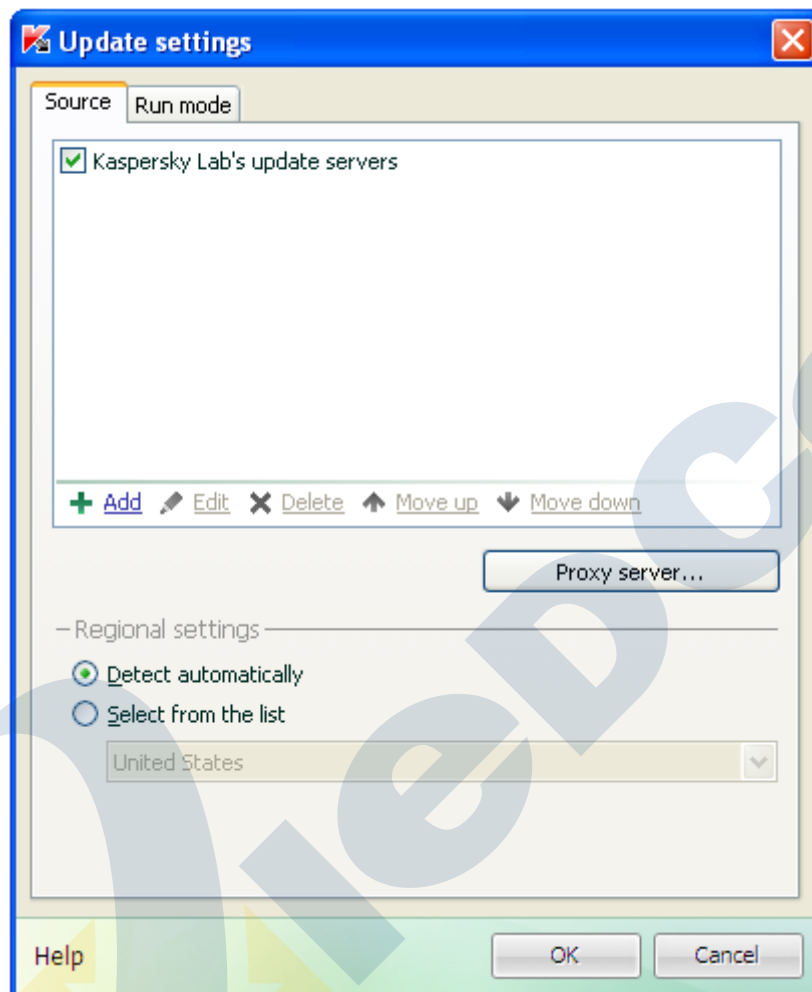 Update settings
Source Run mode
Kaspersky Lab's update servers
Add Edit Delete Move up Move down
Proxy server...
Regional settings
Detect automatically
Select from the list
United States
Help OK Cancel